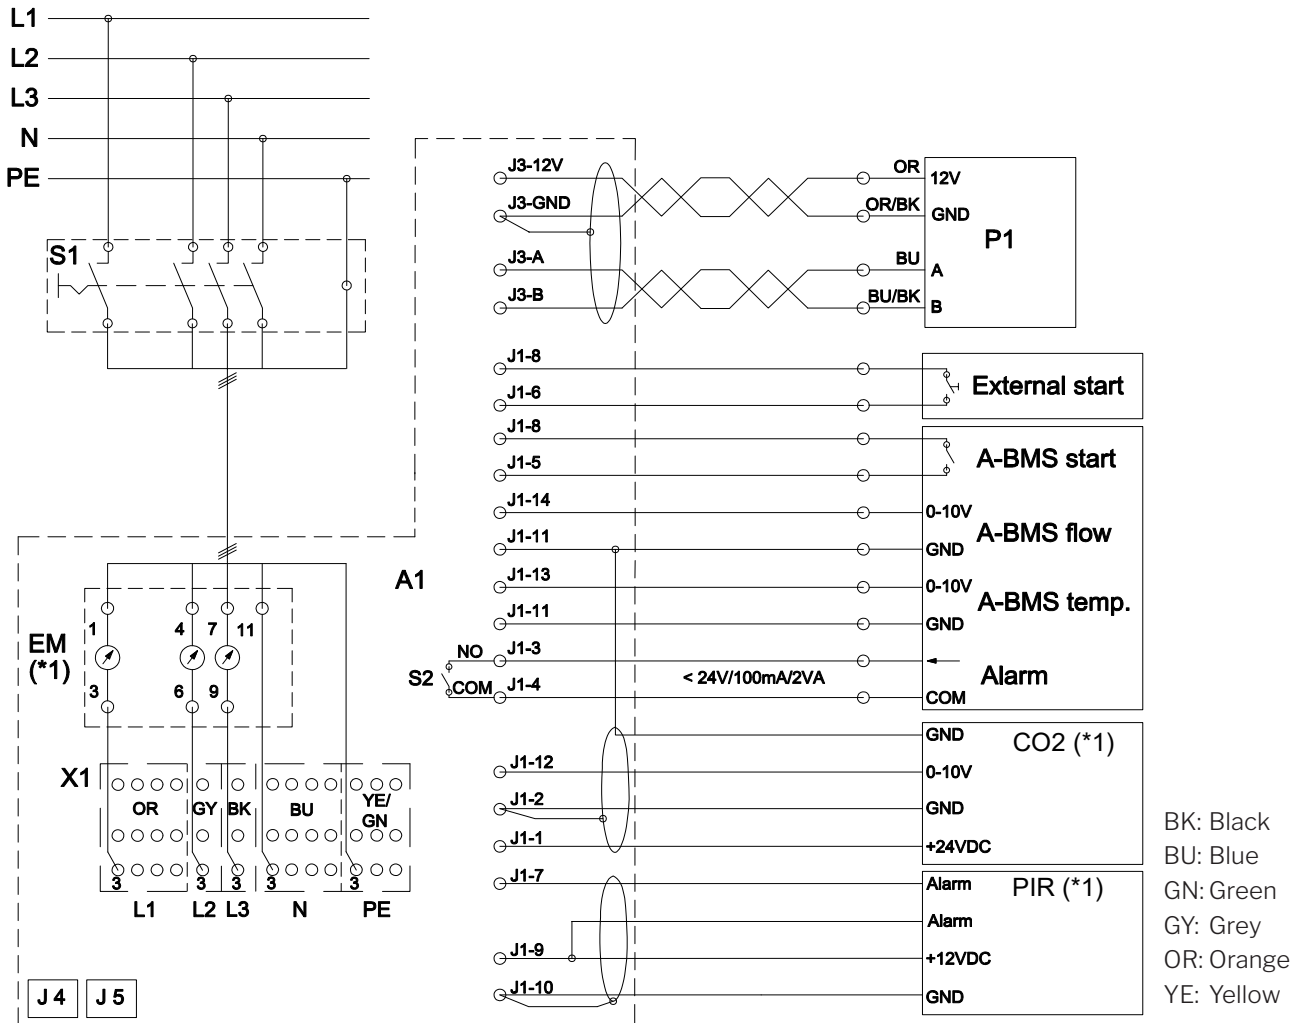 L1
L2
L3
N
PE
S1
EM
(*1)
1
4
7
11
3
6
9
X1
OR
GY
BK
BU
YE/
GN
3
3
3
3
3
L1
L2
L3
N
PE
J 4
J 5
A1
J3-12V
J3-GND
J3-A
J3-B
OR
OR/BK
BU
BU/BK
12V
GND
A
B
P1
J1-8
J1-6
External start
J1-8
J1-5
A-BMS start
J1-14
0-10V
A-BMS flow
J1-11
GND
J1-13
0-10V
A-BMS temp.
J1-11
GND
S2
NO
COM
J1-3
J1-4
< 24V/100mA/2VA
Alarm
COM
GND
CO2 (*1)
J1-12
0-10V
J1-2
GND
J1-1
+24VDC
J1-7
Alarm
PIR (*1)
Alarm
J1-9
+12VDC
J1-10
GND
BK: Black
BU: Blue
GN: Green
GY: Grey
OR: Orange
YE: Yellow